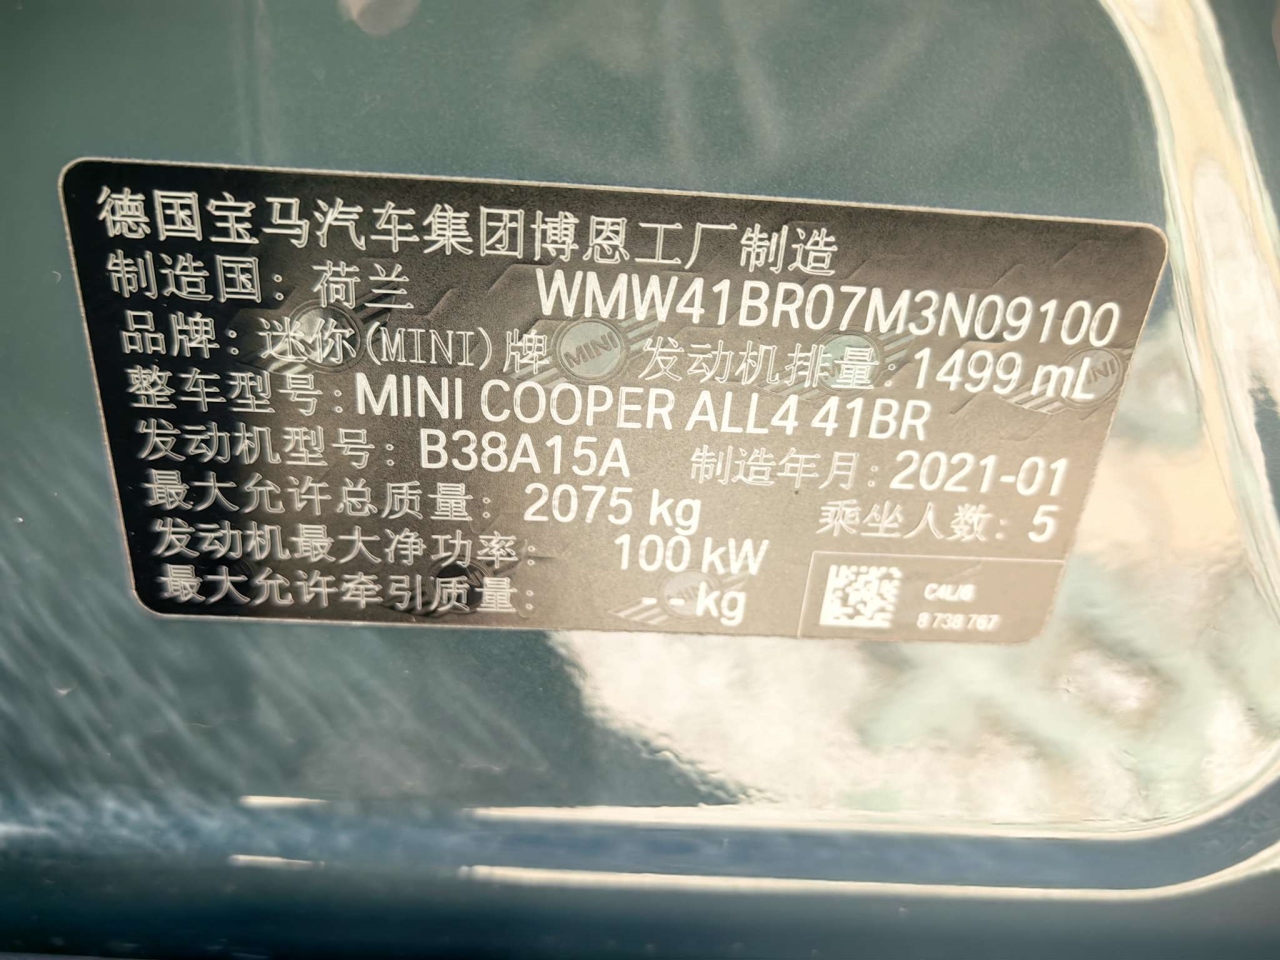 德国宝马汽车集团博恩工厂制造
制造国：荷兰 WMW41BR07M3N09100
品牌：迷你(MINI)牌 发动机排量：1499 mL
整车型号：MINI COOPER ALL4 41BR
发动机型号：B38A15A 制造年月：2021-01
最大允许总质量：2075 kg 乘坐人数：5
发动机最大净功率：100 kW
最大允许牵引质量：- - kg
C4L/6
8 738 767